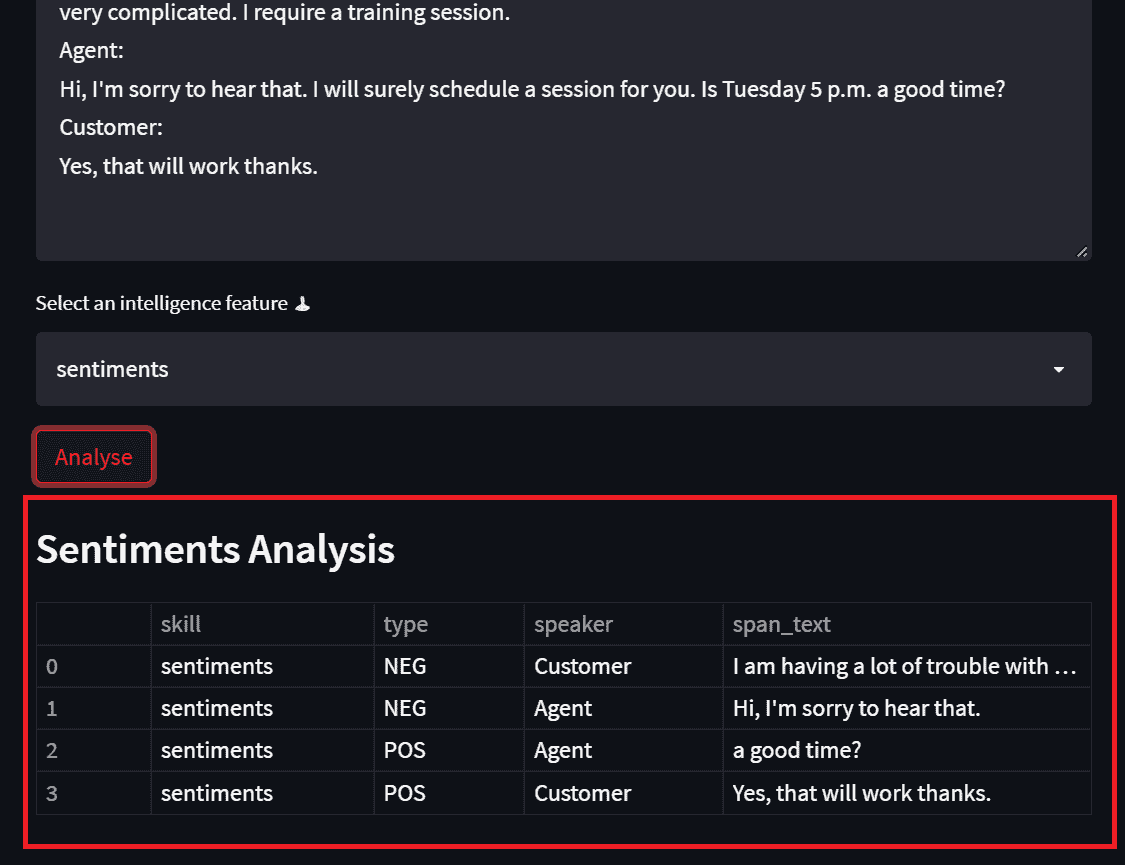 very complicated. I require a training session.
Agent:
Hi, I'm sorry to hear that. I will surely schedule a session for you. Is Tuesday 5 p.m. a good time?
Customer:
Yes, that will work thanks.
Select an intelligence feature
sentiments
Analyse
Sentiments Analysis
skill type speaker span_text
0 sentiments NEG Customer I am having a lot of trouble with …
1 sentiments NEG Agent Hi, I'm sorry to hear that.
2 sentiments POS Agent a good time?
3 sentiments POS Customer Yes, that will work thanks.